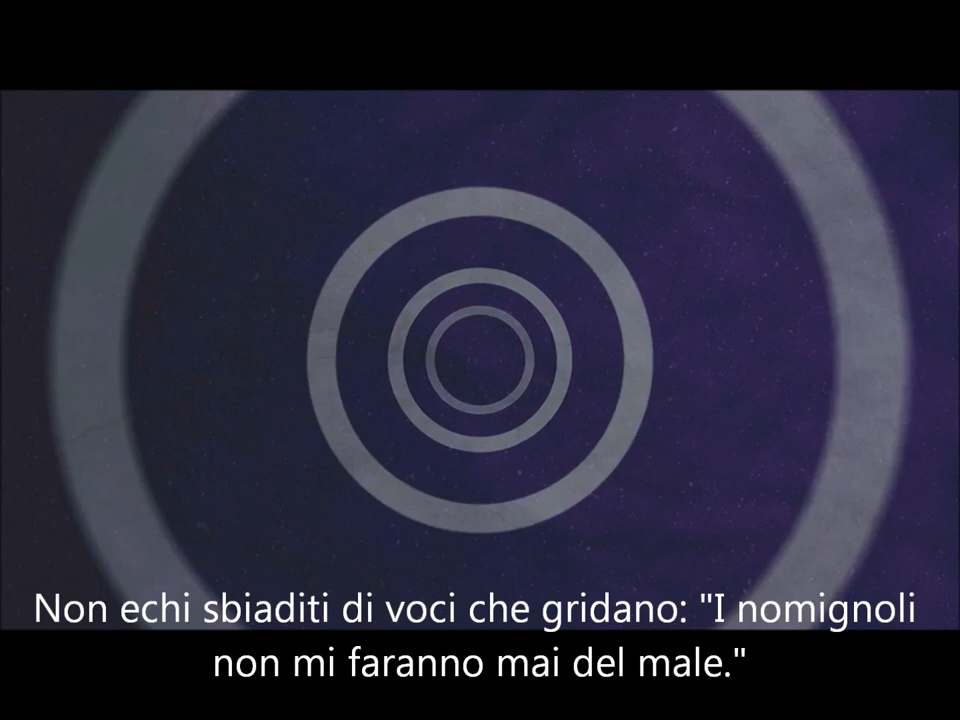 Non echi sbiaditi di voci che gridano: "I nomignoli
non mi faranno mai del male."